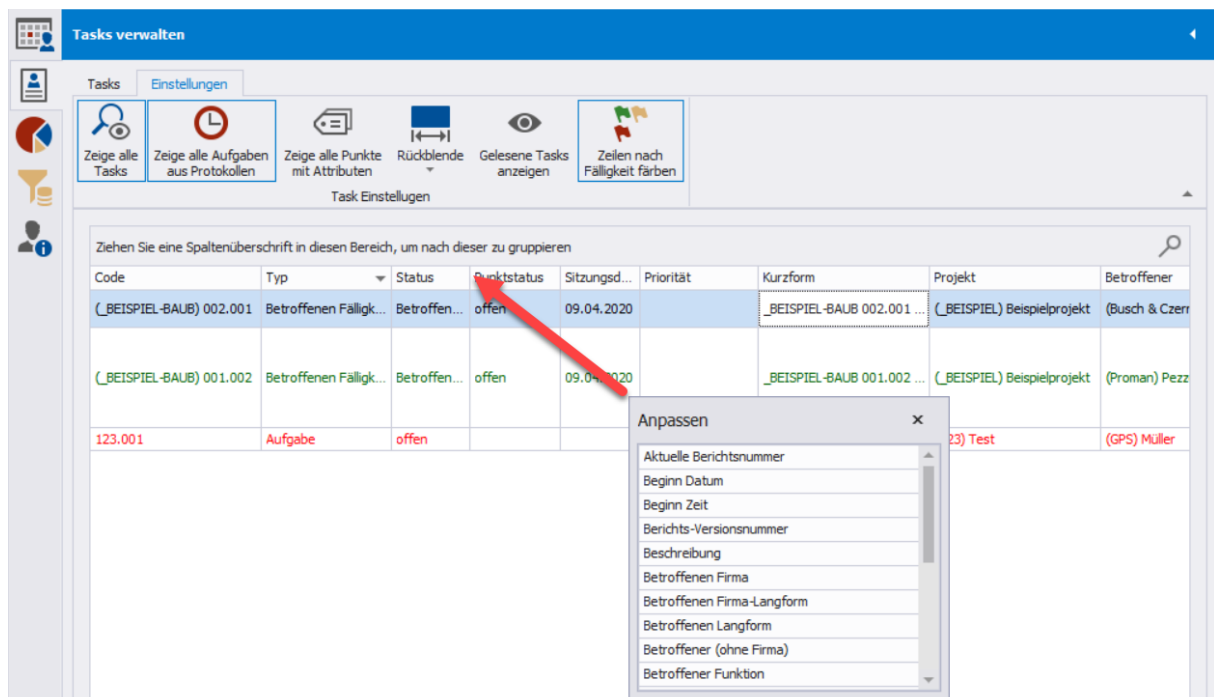 Tasks verwalten
Tasks Einstellungen
Zeige alle Tasks
Zeige alle Aufgaben aus Protokollen
Zeige alle Punkte mit Attributen
Rückblende
Gelesene Tasks anzeigen
Zeilen nach Fälligkeit färben
Task Einstellugen
Ziehen Sie eine Spaltenüberschrift in diesen Bereich, um nach dieser zu gruppieren
Code Typ Status Punktstatus Sitzungsd... Priorität Kurzform Projekt Betroffener
(_BEISPIEL-BAUB) 002.001 Betroffenen Fälligk... Betroffen... offen 09.04.2020 _BEISPIEL-BAUB 002.001 ... (_BEISPIEL) Beispielprojekt (Busch & Czerr
(_BEISPIEL-BAUB) 001.002 Betroffenen Fälligk... Betroffen... offen 09.04.2020 _BEISPIEL-BAUB 001.002 ... (_BEISPIEL) Beispielprojekt (Proman) Pezz
123.001 Aufgabe offen 23) Test (GPS) Müller
Anpassen
Aktuelle Berichtsnummer
Beginn Datum
Beginn Zeit
Berichts-Versionsnummer
Beschreibung
Betroffenen Firma
Betroffenen Firma-Langform
Betroffenen Langform
Betroffener (ohne Firma)
Betroffener Funktion